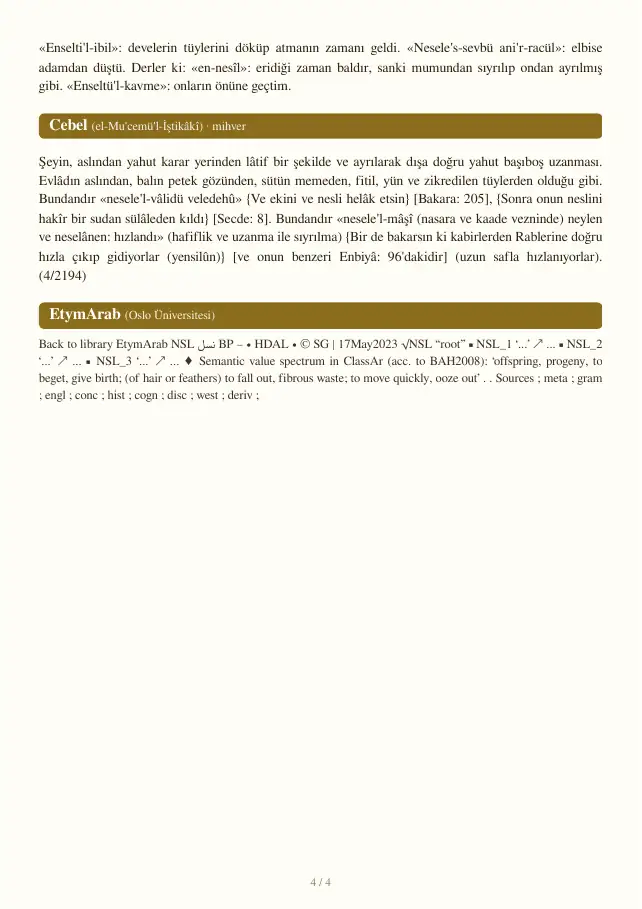 «Enselti'l-ibil»: develerin tüylerini döküp atmanın zamanı geldi. «Nesele's-sevbü ani'r-racül»: elbise
adamdan düştü. Derler ki: «en-nesîl»: eridiği zaman baldır, sanki mumundan sıyrılıp ondan ayrılmış
gibi. «Enseltü'l-kavme»: onların önüne geçtim.
Cebel (el-Mu'cemü'l-İştikâkî) · mihver
Şeyin, aslından yahut karar yerinden lâtif bir şekilde ve ayrılarak dışa doğru yahut başıboş uzanması.
Evlâdın aslından, balın petek gözünden, sütün memeden, fitil, yün ve zikredilen tüylerden olduğu gibi.
Bundandır «nesele'l-vâlidü veledehû» {Ve ekini ve nesli helâk etsin} [Bakara: 205], {Sonra onun neslini
hakîr bir sudan sülâleden kıldı} [Secde: 8]. Bundandır «nesele'l-mâşî (nasara ve kaade vezninde) neylen
ve neselânen: hızlandı» (hafiflik ve uzanma ile sıyrılma) {Bir de bakarsın ki kabirlerden Rablerine doğru
hızla çıkıp gidiyorlar (yensilûn)} [ve onun benzeri Enbiyâ: 96'dakidir] (uzun safla hızlanıyorlar).
(4/2194)
EtymArab (Oslo Üniversitesi)
Back to library EtymArab NSL نسل BP – • HDAL • © SG | 17May2023 √NSL “root” ▪ NSL_1 ‘...’ ↗ ... ▪ NSL_2
‘...’ ↗ ... ▪ NSL_3 ‘...’ ↗ ... ♦ Semantic value spectrum in ClassAr (acc. to BAH2008): ‘offspring, progeny, to
beget, give birth; (of hair or feathers) to fall out, fibrous waste; to move quickly, ooze out’ . . Sources ; meta ; gram
; engl ; conc ; hist ; cogn ; disc ; west ; deriv ;
4 / 4